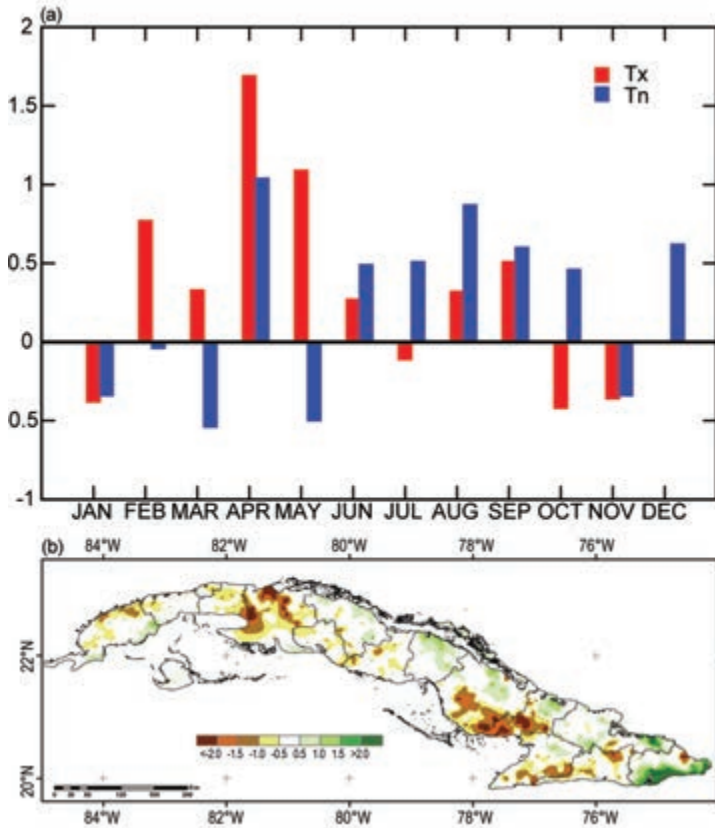 (a)
2
1.5
1
0.5
0
0.5
-1
Tx
Tn
JAN FEB MAR APR MAY JUN JUL AUG SEP OCT NOV DEC
(b)
84°W 82°W 80°W 78°W 76°W
22°N
20°N
<-2.0 -1.5 -1.0 -0.5 0.5 1.0 1.5 >2.0
84°W 82°W 80°W 78°W 76°W